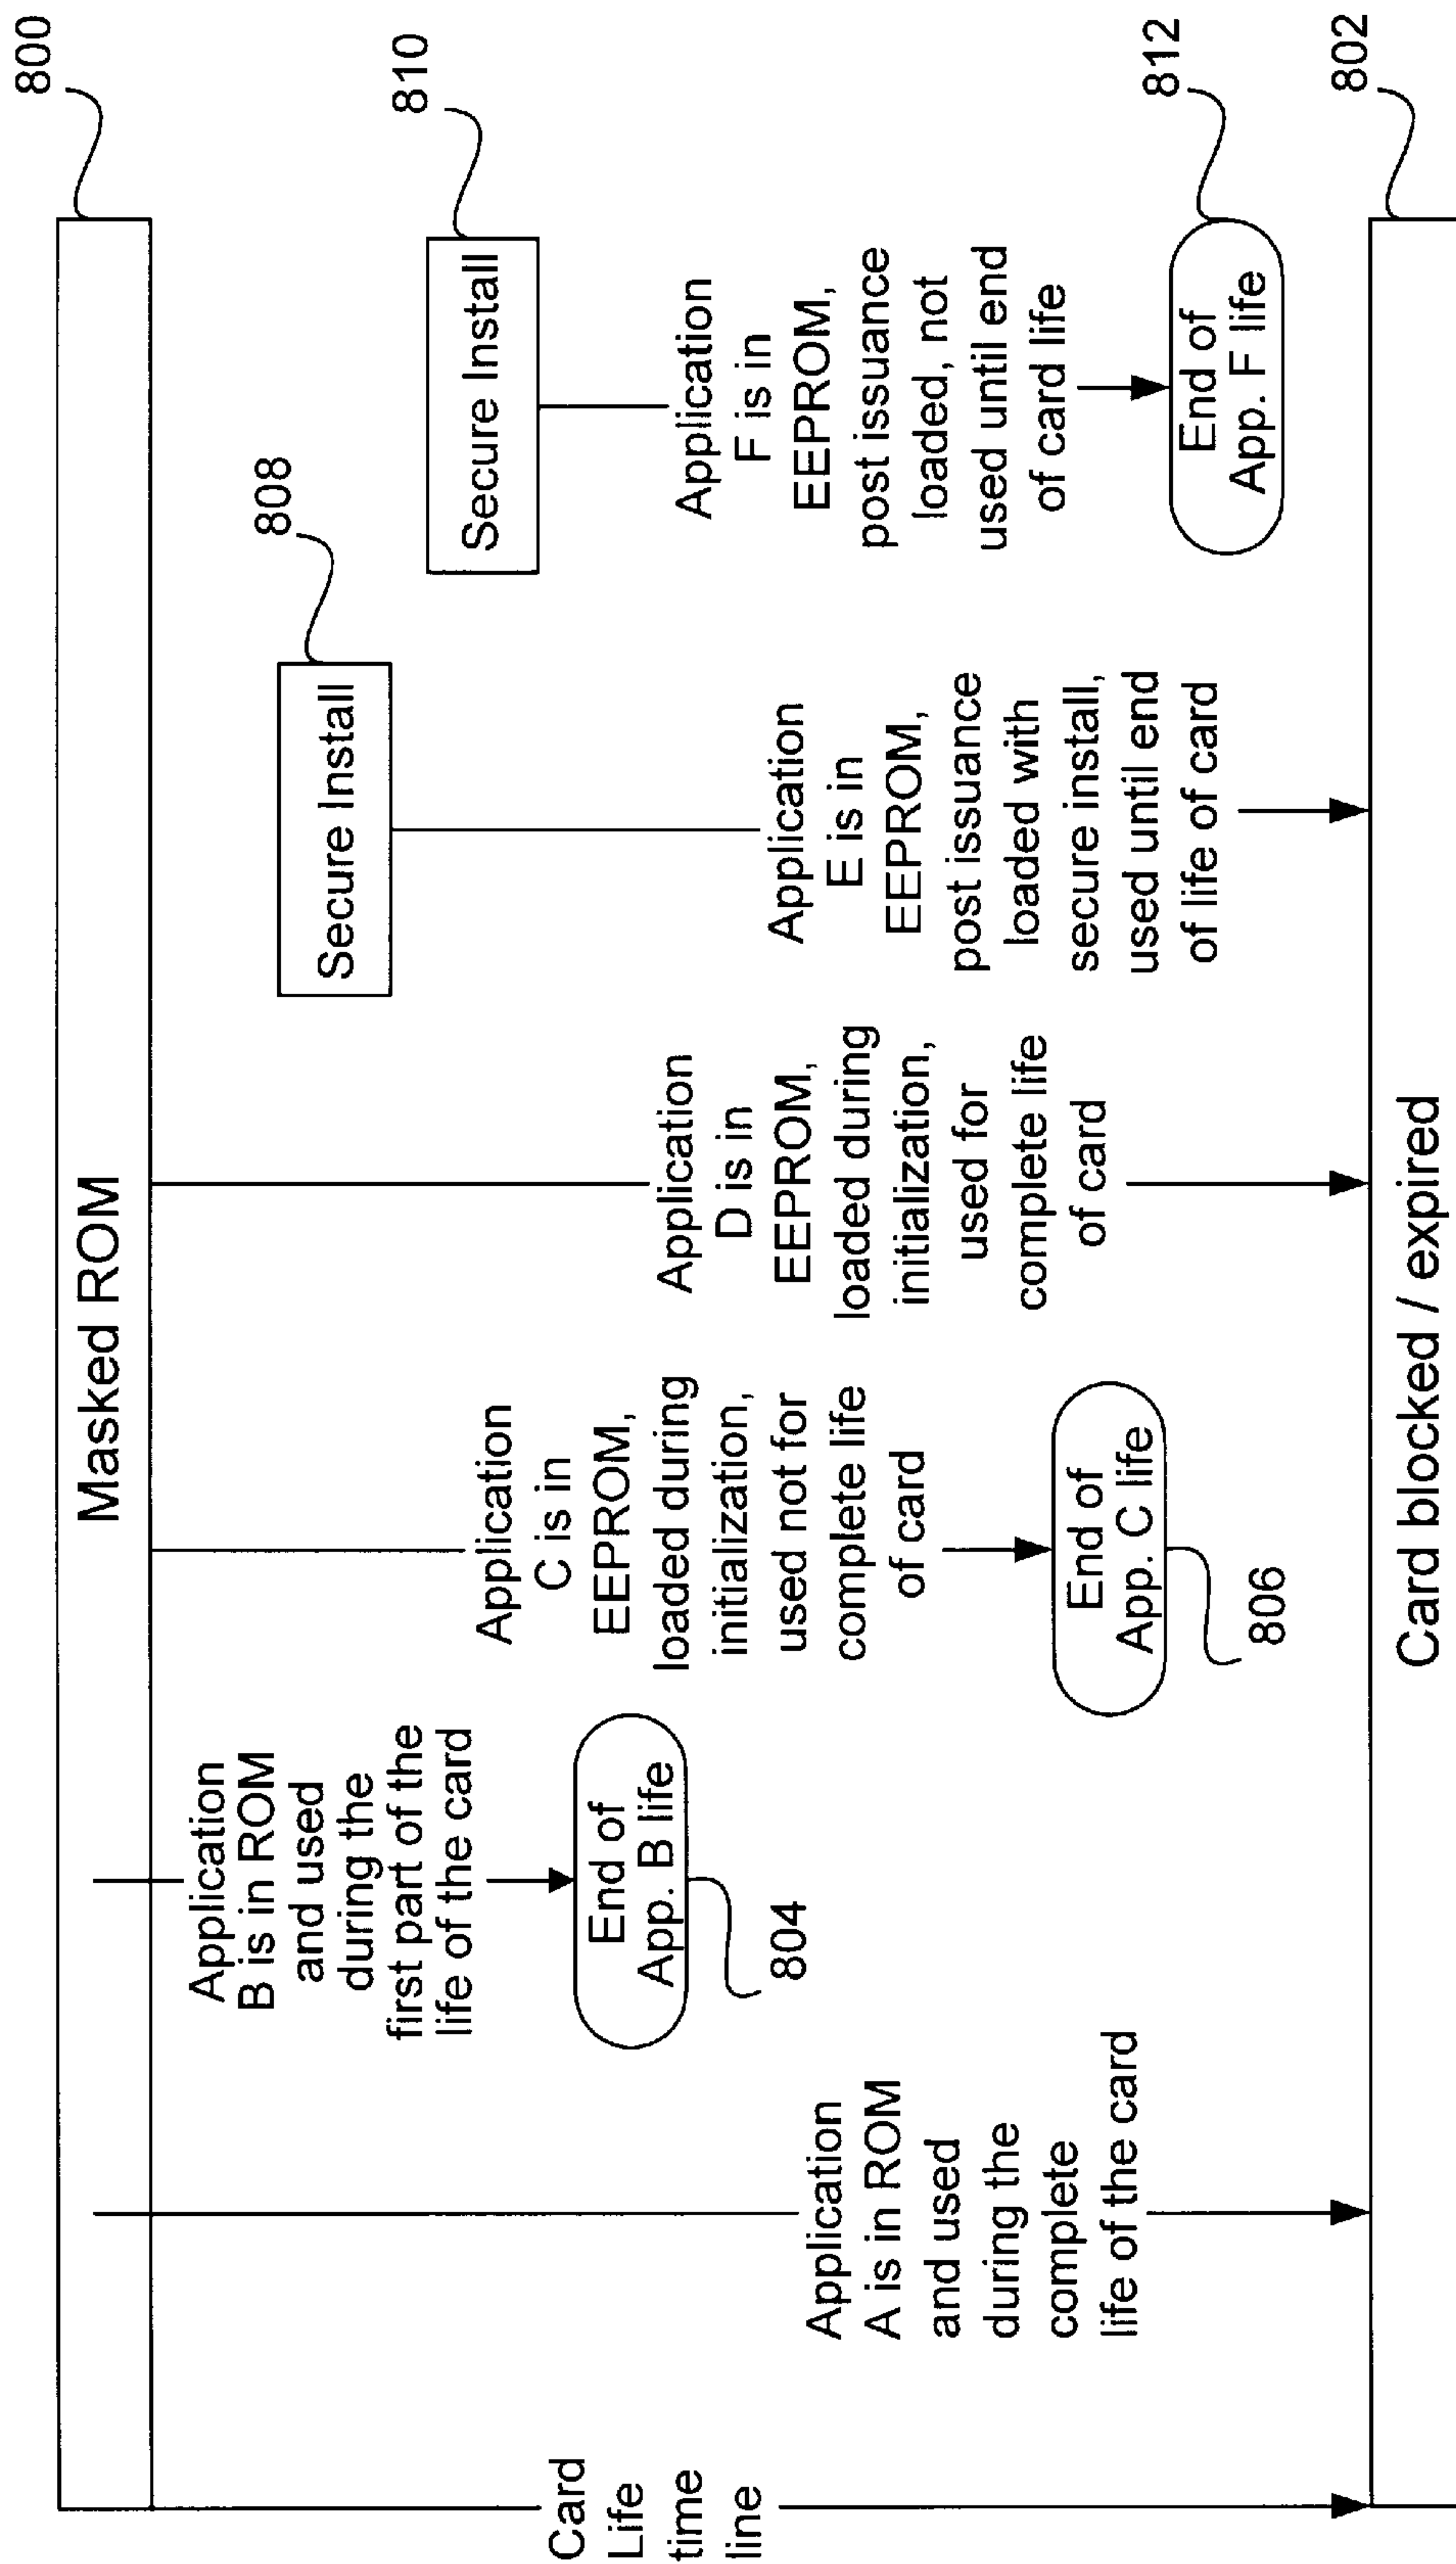 800
Masked ROM
Card
Life
time
line
Application
A is in ROM
and used
during the
complete
life of the card
Application
B is in ROM
and used
during the
first part of the
life of the card
End of
App. B life
804
Application
C is in
EEPROM,
loaded during
initialization,
used not for
complete life
of card
End of
App. C life
806
Application
D is in
EEPROM,
loaded during
initialization,
used for
complete life
of card
808
Secure Install
Application
E is in
EEPROM,
post issuance
loaded with
secure install,
used until end
of life of card
810
Secure Install
Application
F is in
EEPROM,
post issuance
loaded, not
used until end
of card life
End of
App. F life
812
802
Card blocked / expired